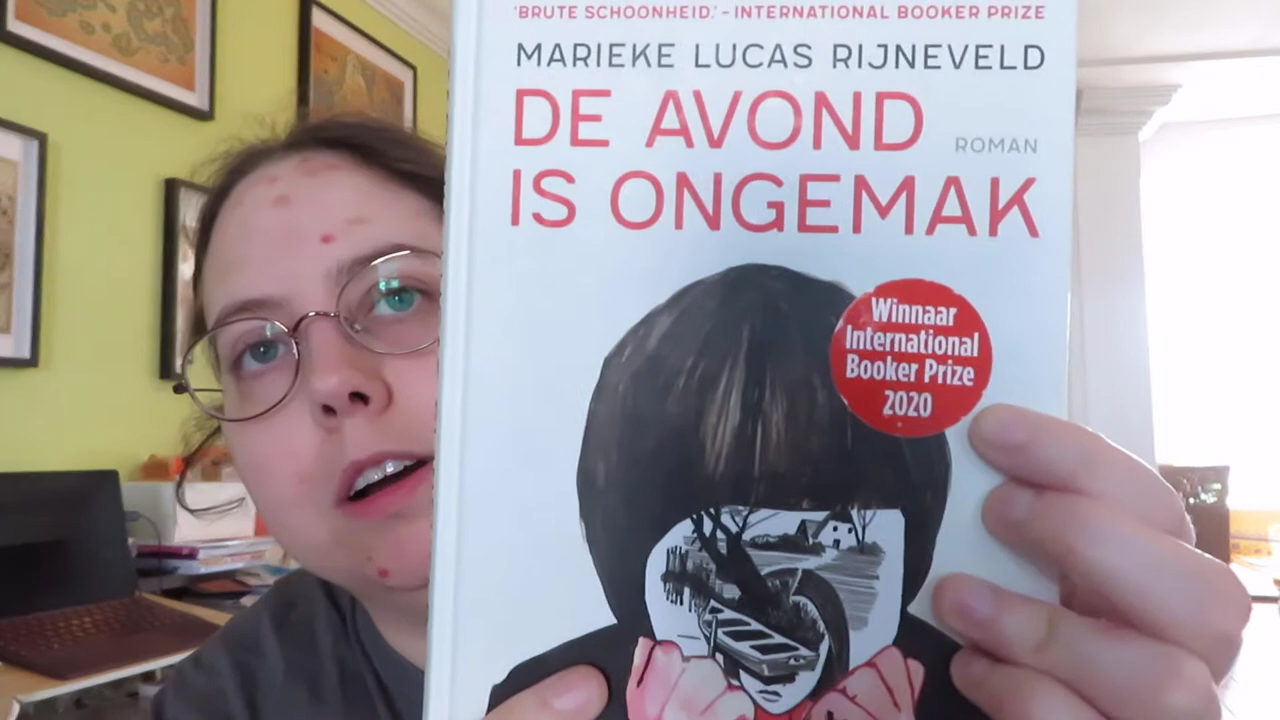 'BRUTE SCHOONHEID.' – INTERNATIONAL BOOKER PRIZE
MARIEKE LUCAS RIJNEVELD
DE AVOND
ROMAN
IS ONGEMAK
Winnaar
International
Booker Prize
2020